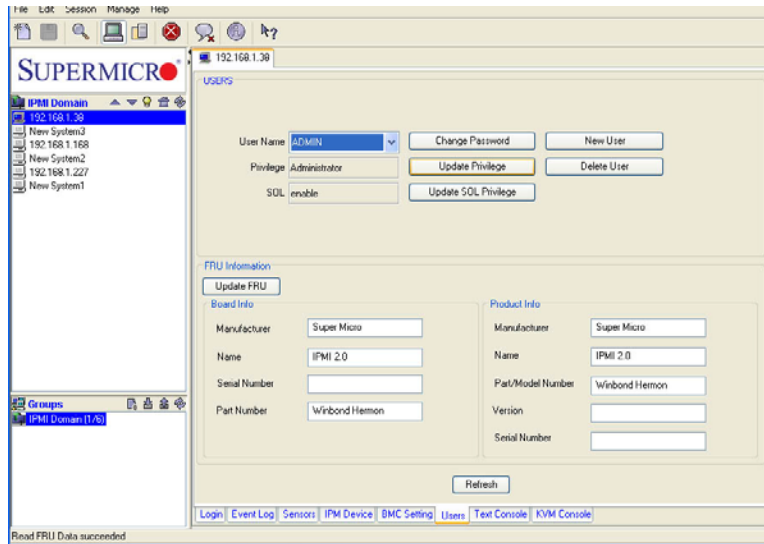 File Edit Session Manage Help
SUPERMICRO
192.168.1.38
IPMI Domain
192.168.1.38
New System3
192.168.1.168
New System2
192.168.1.227
New System1
Groups
IPMI Domain (1/6)
USERS
User Name ADMIN Change Password New User
Privilege Administrator Update Privilege Delete User
SOL enable Update SOL Privilege
FRU Information
Update FRU
Board Info
Manufacturer Super Micro
Name IPMI 2.0
Serial Number
Part Number Winbond Hermon
Product Info
Manufacturer Super Micro
Name IPMI 2.0
Part/Model Number Winbond Hermon
Version
Serial Number
Refresh
Login Event Log Sensors IPM Device BMC Setting Users Text Console KVM Console
Read FRU Data succeeded